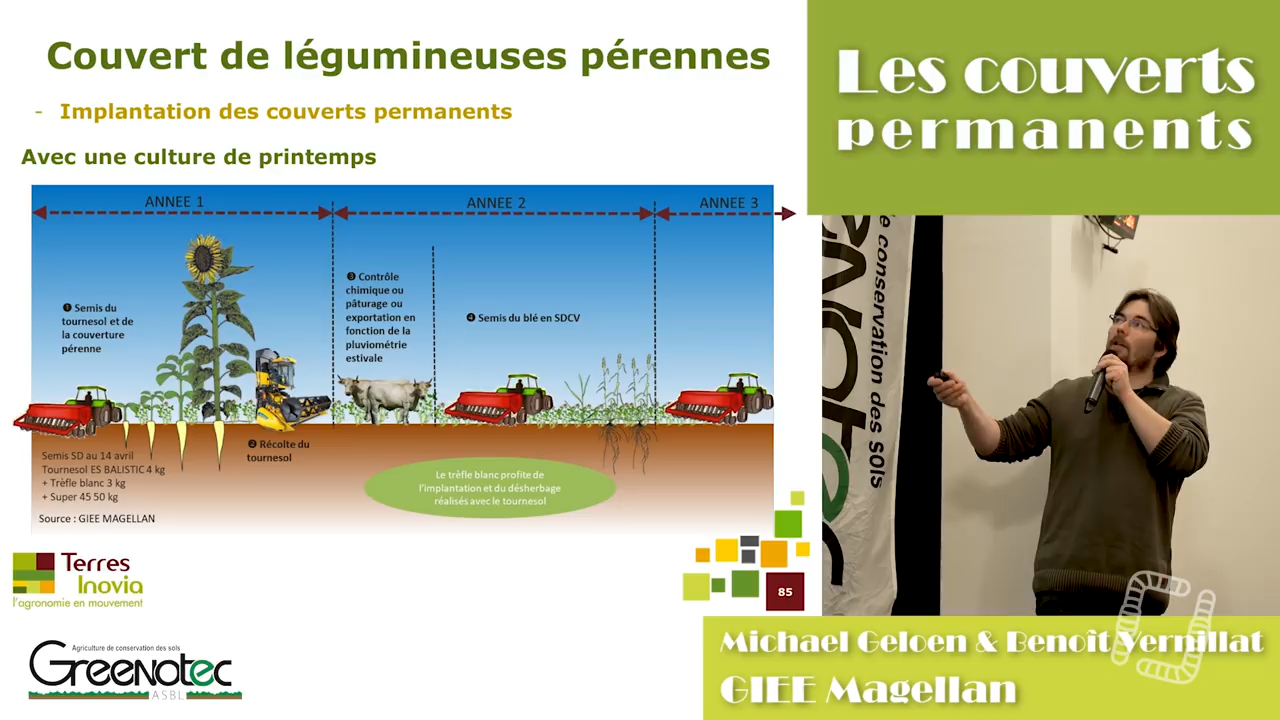 Couvert de légumineuses pérennes
- Implantation des couverts permanents
Avec une culture de printemps
ANNEE 1
ANNEE 2
ANNEE 3
❶ Semis du
tournesol et de
la couverture
pérenne
❷ Récolte du
tournesol
❸ Contrôle
chimique ou
pâturage ou
exportation en
fonction de la
pluviométrie
estivale
❹ Semis du blé en SDCV
Semis SD au 14 avril
Tournesol ES BALISTIC 4 kg
+ Trèfle blanc 3 kg
+ Super 45 50 kg
Source : GIEE MAGELLAN
Le trèfle blanc profite de
l'implantation et du désherbage
réalisés avec le tournesol
Terres
Inovia
l'agronomie en mouvement
85
Agriculture de conservation des sols
Greenotec
ASBL
Les couverts
permanents
e conservation des sols
Michael Geloen & Benoît Vernillat
GIEE Magellan